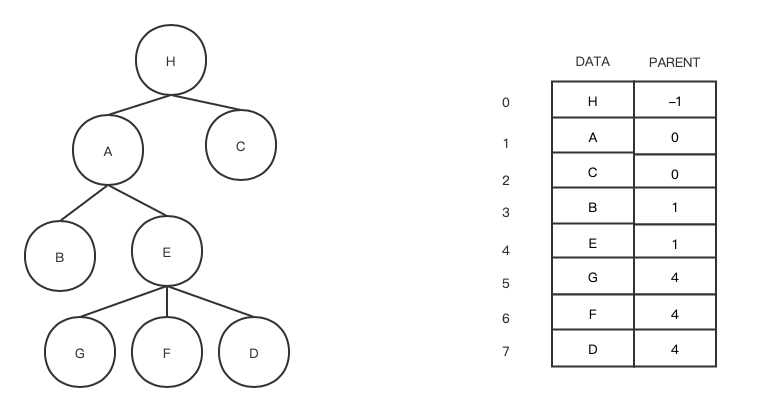 H
A
C
B
E
G
F
D
DATA PARENT
0 H –1
1 A 0
2 C 0
3 B 1
4 E 1
5 G 4
6 F 4
7 D 4